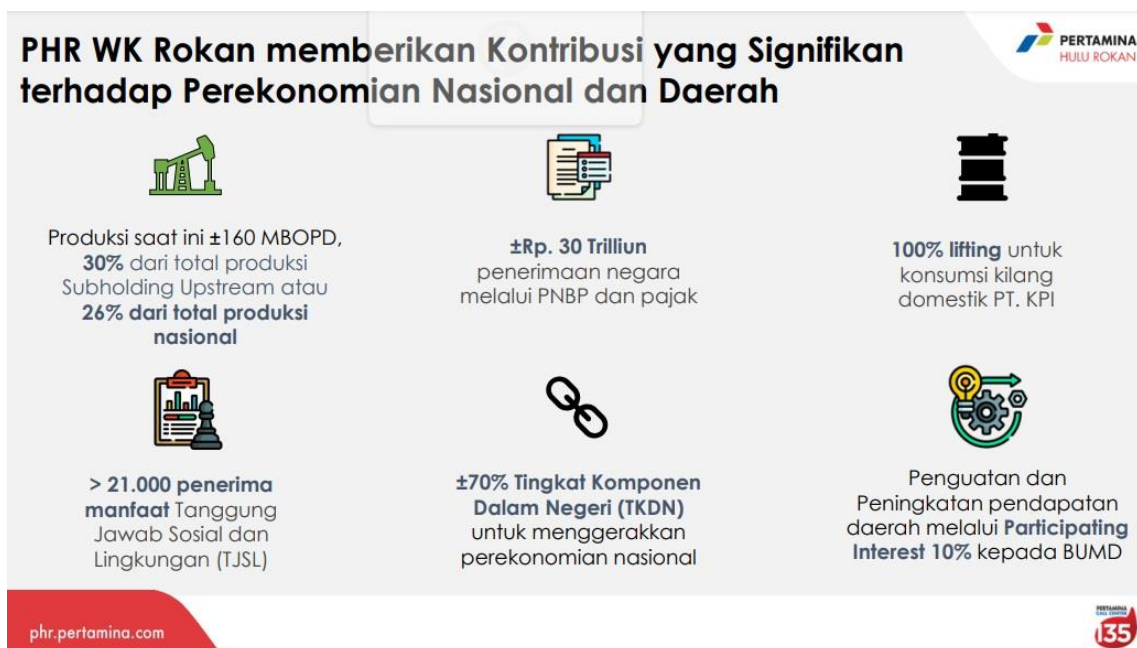 PHR WK Rokan memberikan Kontribusi yang Signifikan
terhadap Perekonomian Nasional dan Daerah
PERTAMINA
HULU ROKAN
Produksi saat ini ±160 MBOPD,
30% dari total produksi
Subholding Upstream atau
26% dari total produksi
nasional
±Rp. 30 Trilliun
penerimaan negara
melalui PNBP dan pajak
100% lifting untuk
konsumsi kilang
domestik PT. KPI
> 21.000 penerima
manfaat Tanggung
Jawab Sosial dan
Lingkungan (TJSL)
±70% Tingkat Komponen
Dalam Negeri (TKDN)
untuk menggerakkan
perekonomian nasional
Penguatan dan
Peningkatan pendapatan
daerah melalui Participating
Interest 10% kepada BUMD
phr.pertamina.com
PERTAMINA
CALL CENTER
135